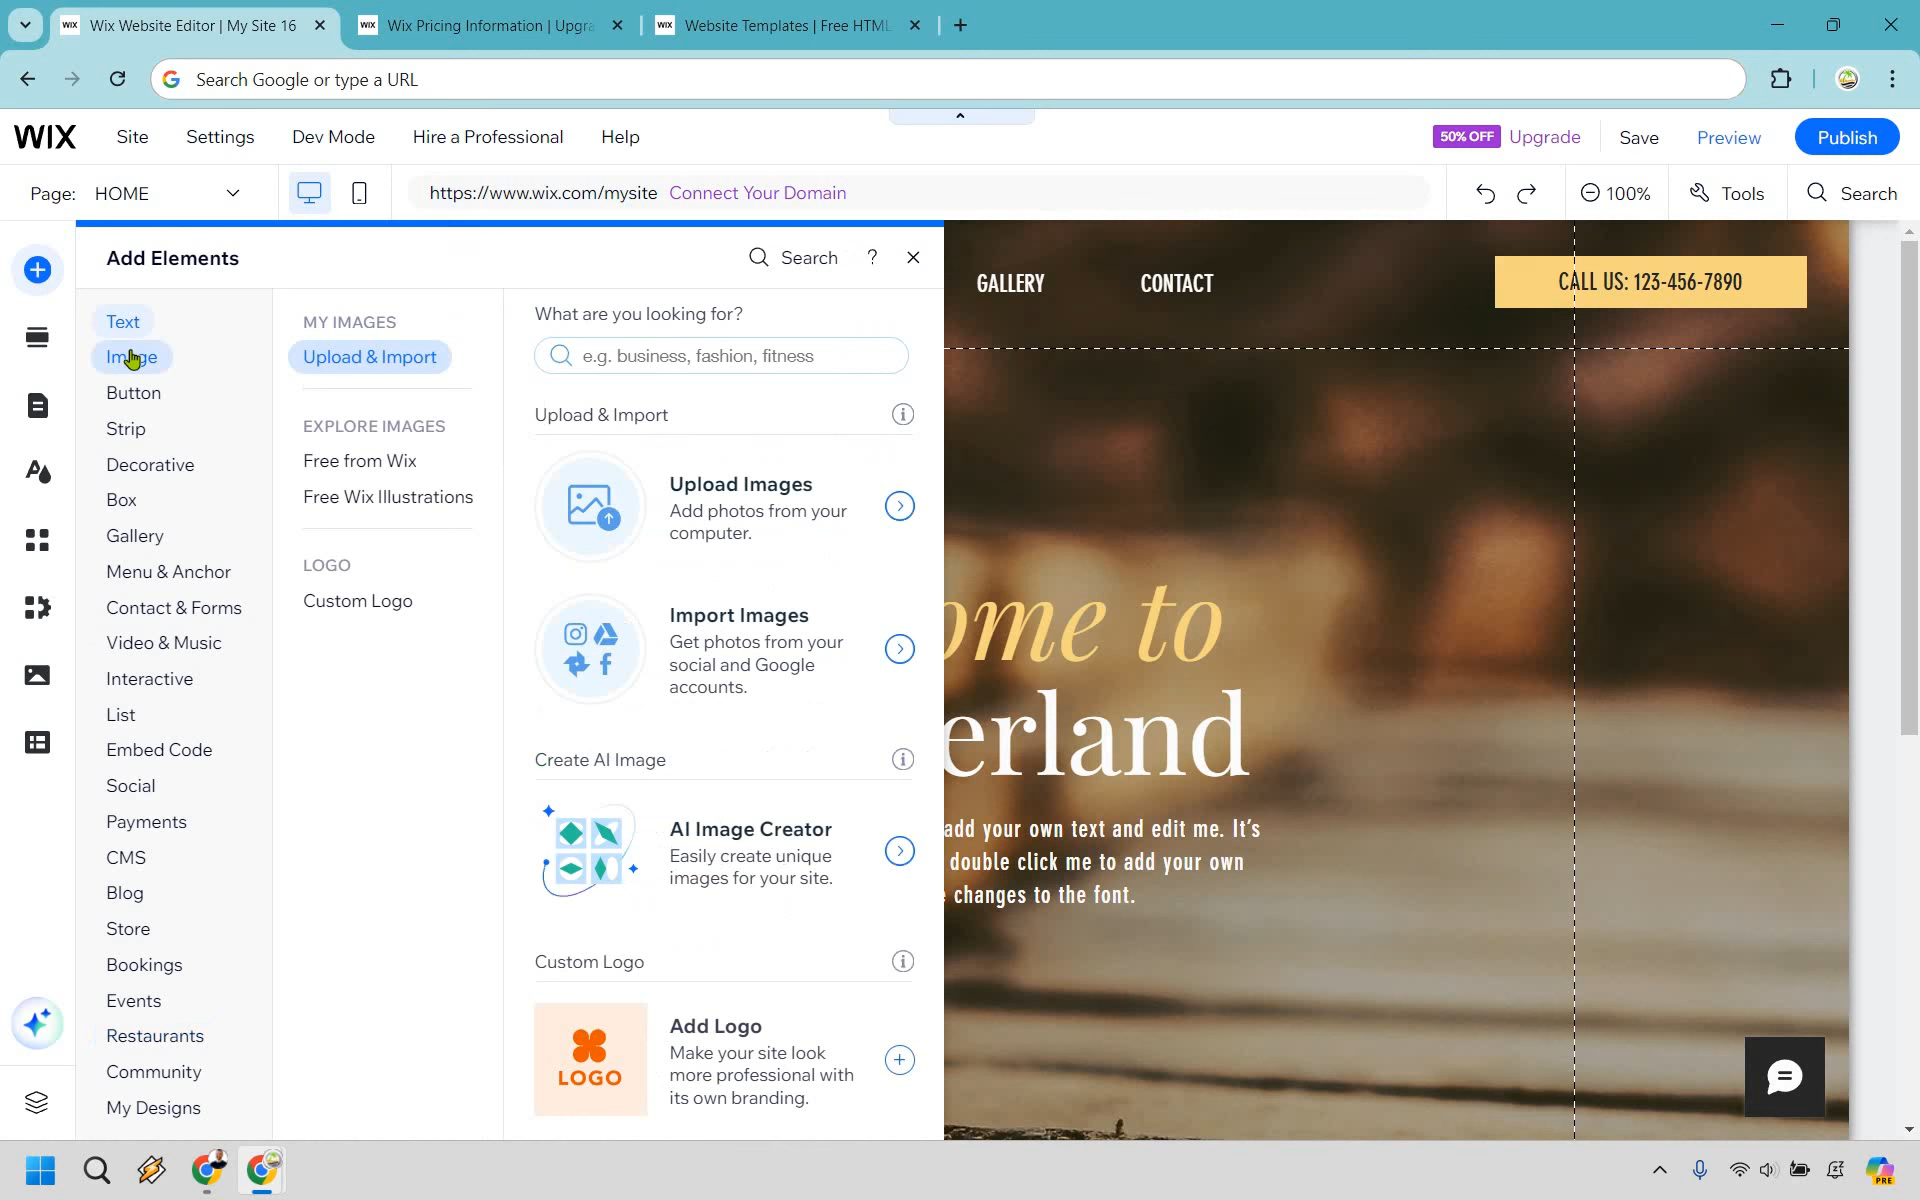 WIX Wix Website Editor | My Site 16
WIX Wix Pricing Information | Upgra
WIX Website Templates | Free HTML
Search Google or type a URL
WIX Site Settings Dev Mode Hire a Professional Help
50% OFF Upgrade Save Preview Publish
Page: HOME
https://www.wix.com/mysite Connect Your Domain
100% Tools Search
Add Elements
Search ?
Text
Image
Button
Strip
Decorative
Box
Gallery
Menu & Anchor
Contact & Forms
Video & Music
Interactive
List
Embed Code
Social
Payments
CMS
Blog
Store
Bookings
Events
Restaurants
Community
My Designs
MY IMAGES
Upload & Import
EXPLORE IMAGES
Free from Wix
Free Wix Illustrations
LOGO
Custom Logo
What are you looking for?
e.g. business, fashion, fitness
Upload & Import
Upload Images
Add photos from your
computer.
Import Images
Get photos from your
social and Google
accounts.
Create AI Image
AI Image Creator
Easily create unique
images for your site.
Custom Logo
LOGO
Add Logo
Make your site look
more professional with
its own branding.
GALLERY CONTACT
CALL US: 123-456-7890
ome to
erland
add your own text and edit me. It's
double click me to add your own
changes to the font.
PRE